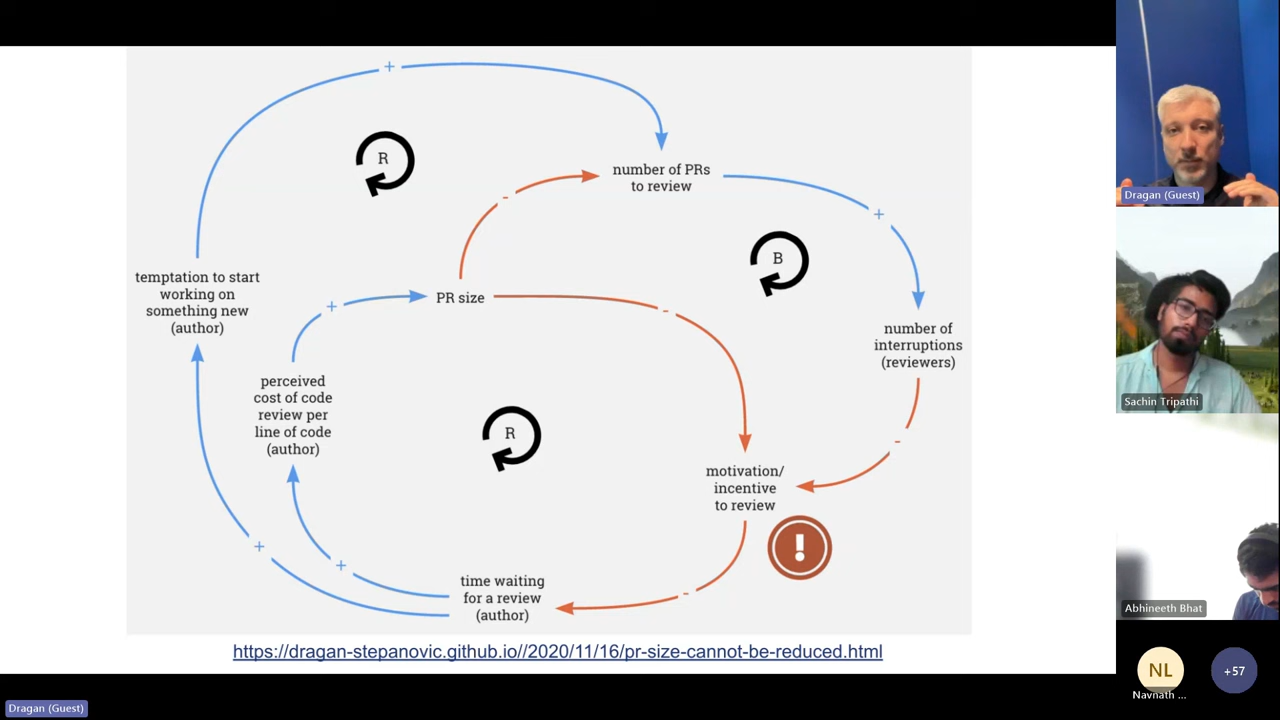 +
R
number of PRs
to review
-
+
B
temptation to start
working on
something new
(author)
+
PR size
-
number of
interruptions
(reviewers)
perceived
cost of code
review per
line of code
(author)
R
-
motivation/
incentive
to review
!
+
+
time waiting
for a review
(author)
-
https://dragan-stepanovic.github.io//2020/11/16/pr-size-cannot-be-reduced.html
Dragan (Guest)
Sachin Tripathi
Abhineeth Bhat
NL
Navnath ...
+57
Dragan (Guest)